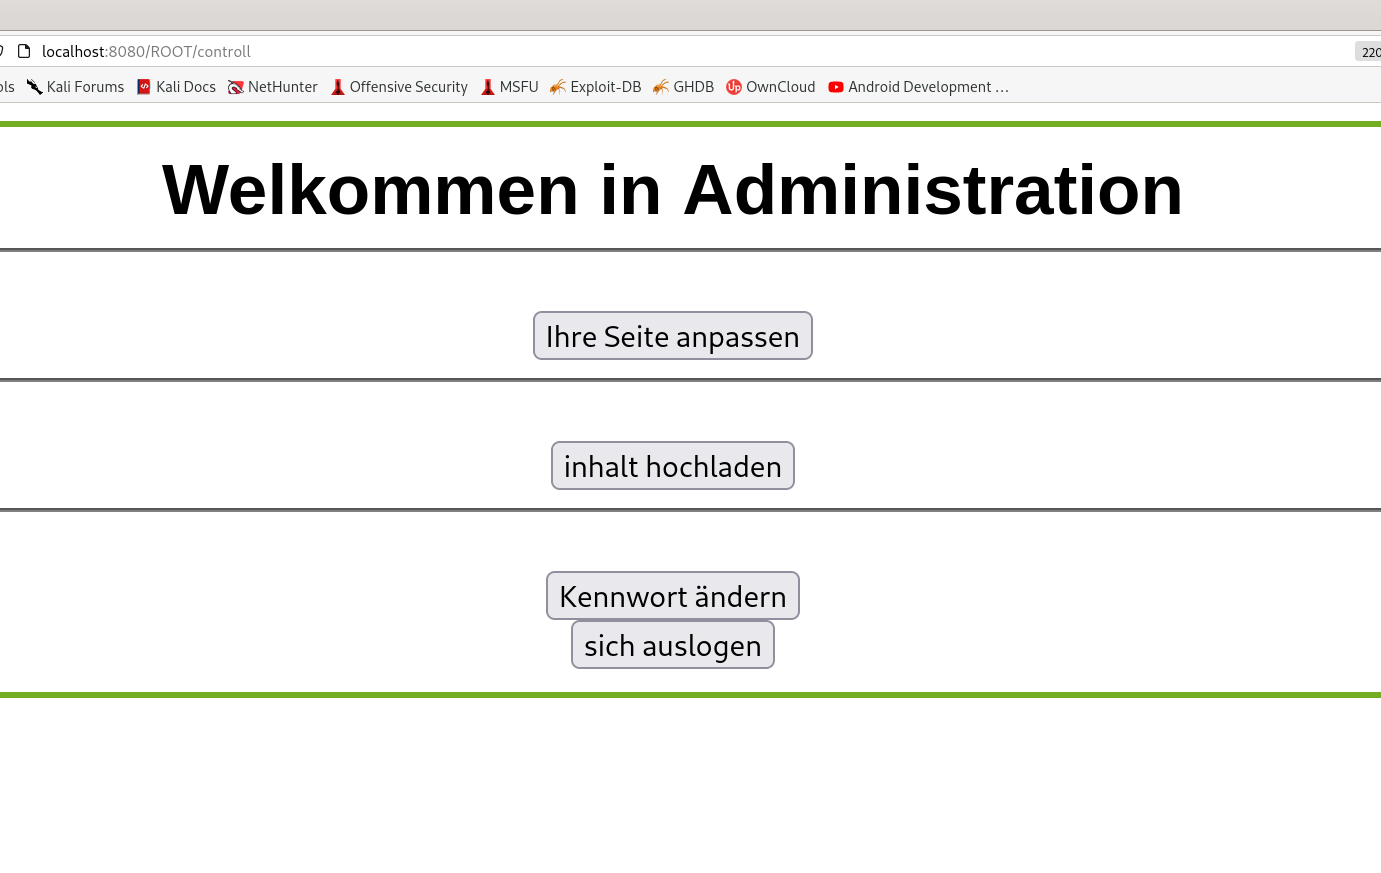 localhost:8080/ROOT/controll 220
ols Kali Forums Kali Docs NetHunter Offensive Security MSFU Exploit-DB GHDB OwnCloud Android Development …
Welkommen in Administration
Ihre Seite anpassen
inhalt hochladen
Kennwort ändern
sich auslogen